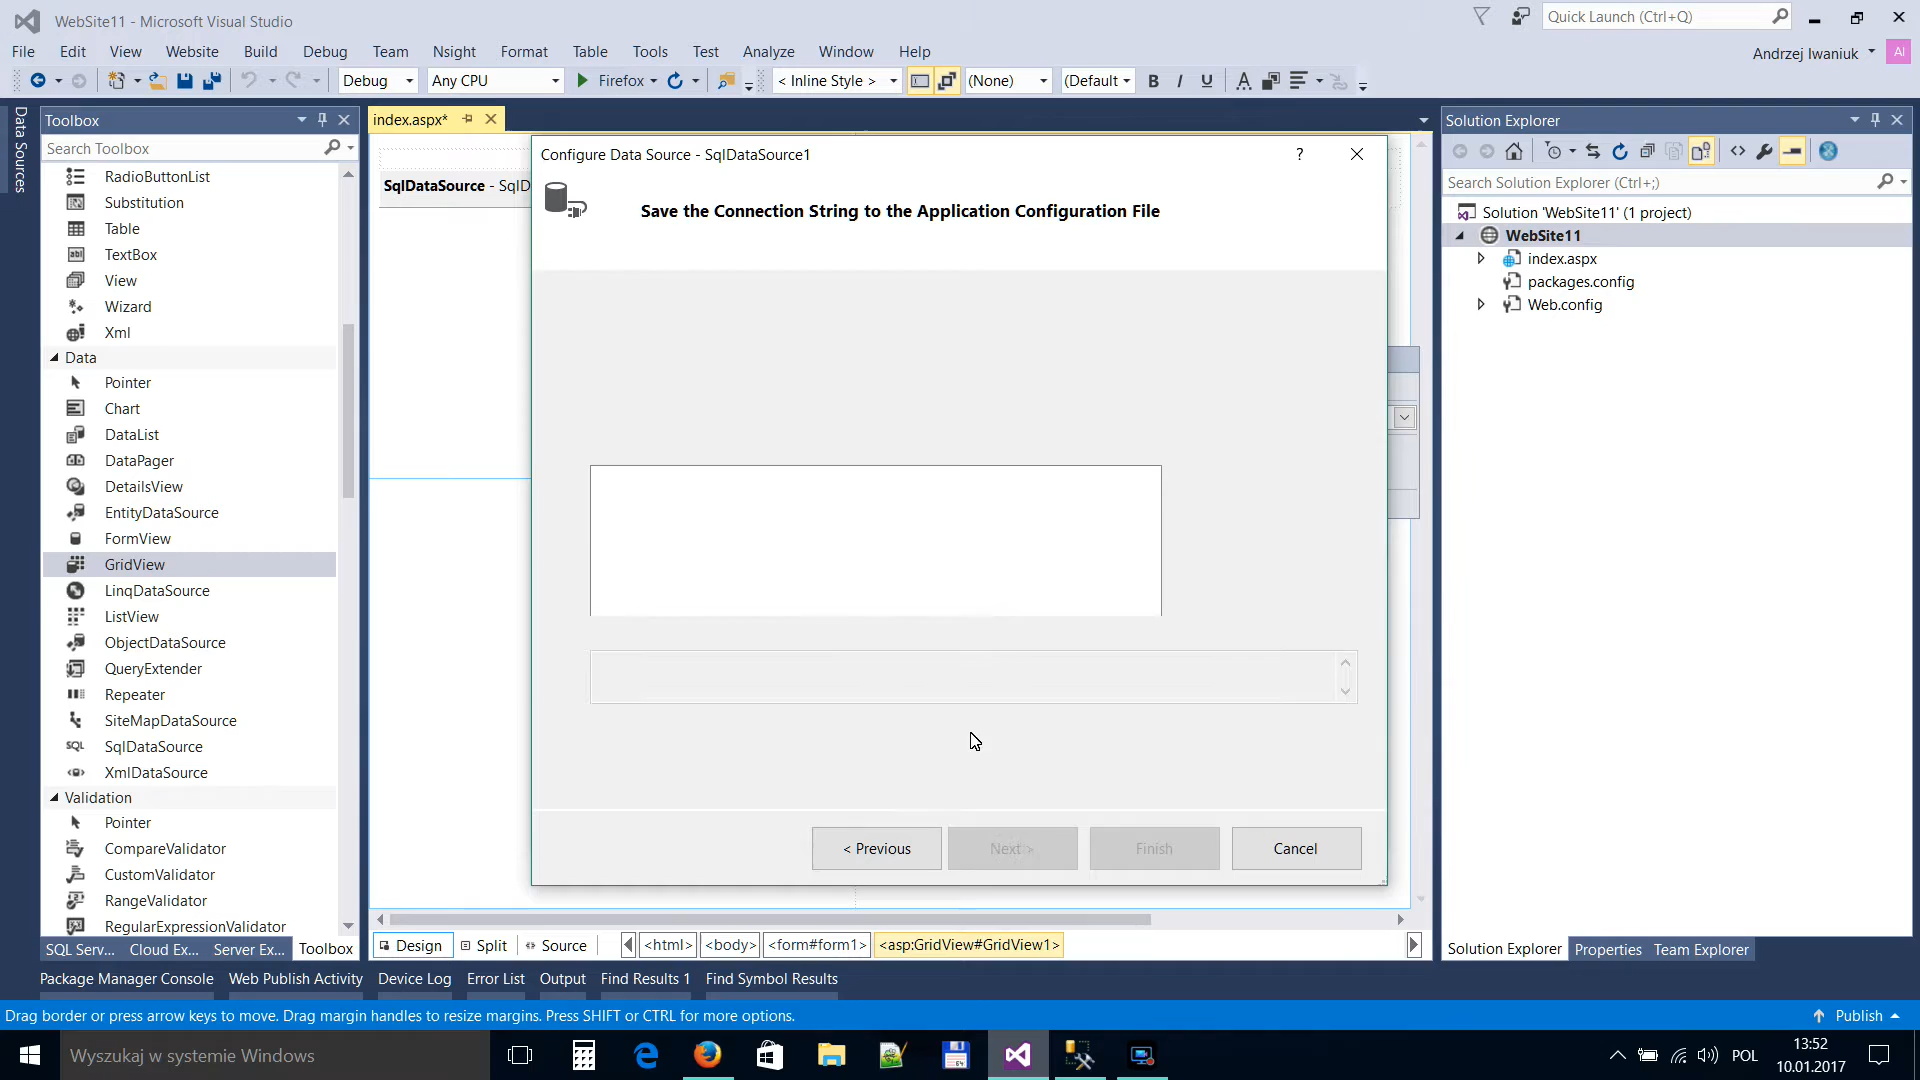 WebSite11 - Microsoft Visual Studio
Quick Launch (Ctrl+Q)
File Edit View Website Build Debug Team Nsight Format Table Tools Test Analyze Window Help
Andrzej Iwaniuk AI
Debug Any CPU Firefox < Inline Style > (None) (Default B I U A
Data Sources
Toolbox
Search Toolbox
RadioButtonList
Substitution
Table
TextBox
View
Wizard
Xml
Data
Pointer
Chart
DataList
DataPager
DetailsView
EntityDataSource
FormView
GridView
LinqDataSource
ListView
ObjectDataSource
QueryExtender
Repeater
SiteMapDataSource
SqlDataSource
XmlDataSource
Validation
Pointer
CompareValidator
CustomValidator
RangeValidator
RegularExpressionValidator
SQL Serv... Cloud Ex... Server Ex... Toolbox
index.aspx*
SqlDataSource - SqlD
Configure Data Source - SqlDataSource1
?
Save the Connection String to the Application Configuration File
< Previous Next > Finish Cancel
Design Split Source <html> <body> <form#form1> <asp:GridView#GridView1>
Solution Explorer
Search Solution Explorer (Ctrl+;)
Solution 'WebSite11' (1 project)
WebSite11
index.aspx
packages.config
Web.config
Solution Explorer Properties Team Explorer
Package Manager Console Web Publish Activity Device Log Error List Output Find Results 1 Find Symbol Results
Drag border or press arrow keys to move. Drag margin handles to resize margins. Press SHIFT or CTRL for more options.
Publish
Wyszukaj w systemie Windows
64
POL
13:52
10.01.2017